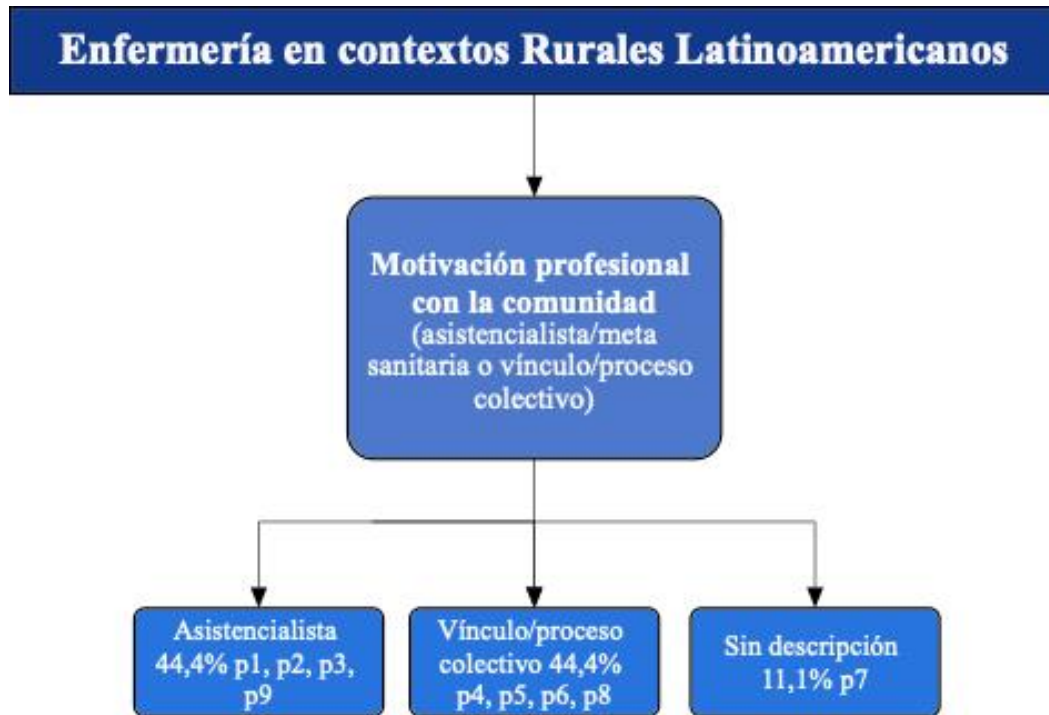 Enfermería en contextos Rurales Latinoamericanos
Motivación profesional
con la comunidad
(asistencialista/meta
sanitaria o vínculo/proceso
colectivo)
Asistencialista
44,4% p1, p2, p3,
p9
Vínculo/proceso
colectivo 44,4%
p4, p5, p6, p8
Sin descripción
11,1% p7